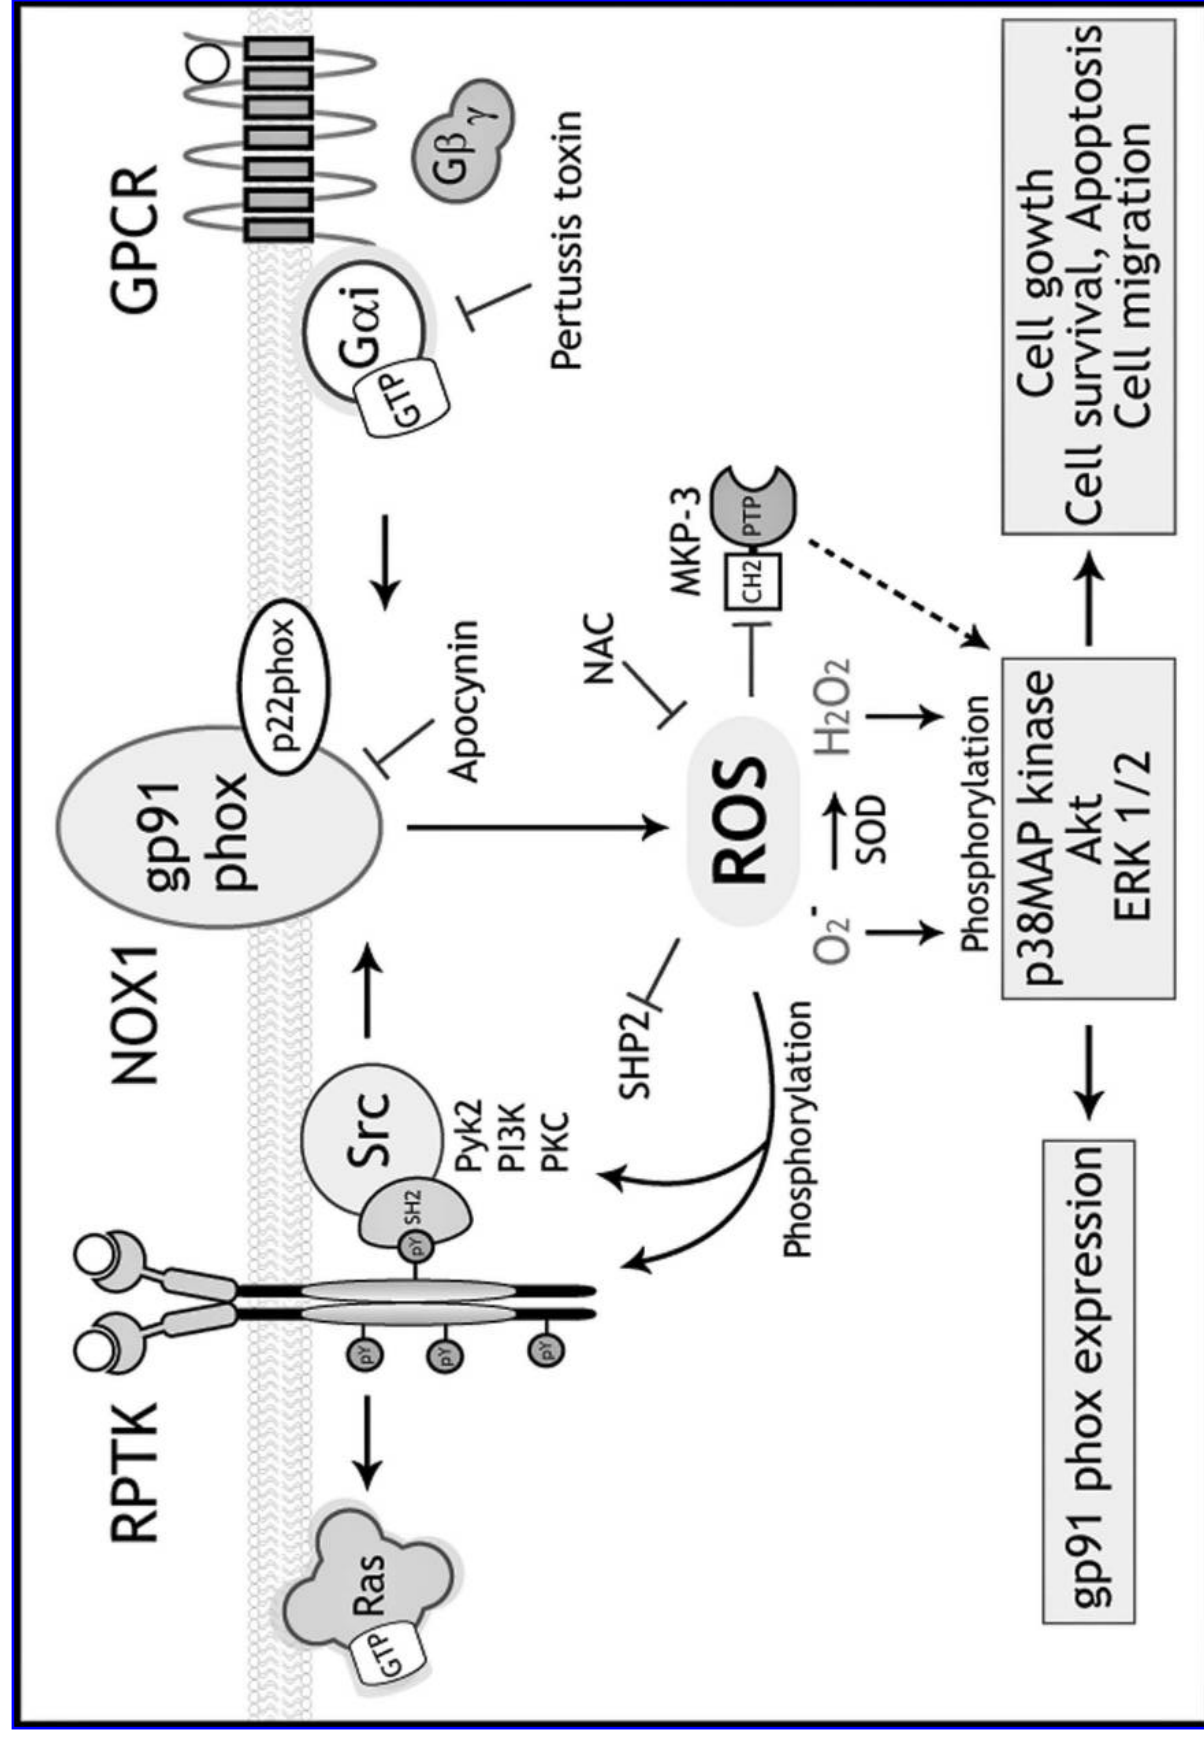 RPTK
NOX1
GPCR
gp91
phox
p22phox
Ras
GTP
pY
pY
pY
pY
SH2
Src
Pyk2
PI3K
PKC
Gαi
GTP
Gβ
γ
Pertussis toxin
Apocynin
NAC
SHP2
ROS
MKP-3
CH2
PTP
O2-
SOD
H2O2
Phosphorylation
Phosphorylation
p38MAP kinase
Akt
ERK 1/2
gp91 phox expression
Cell gowth
Cell survival, Apoptosis
Cell migration